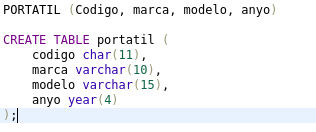 PORTATIL (Codigo, marca, modelo, anyo)
CREATE TABLE portatil (
    codigo char(11),
    marca varchar(10),
    modelo varchar(15),
    anyo year(4)
);